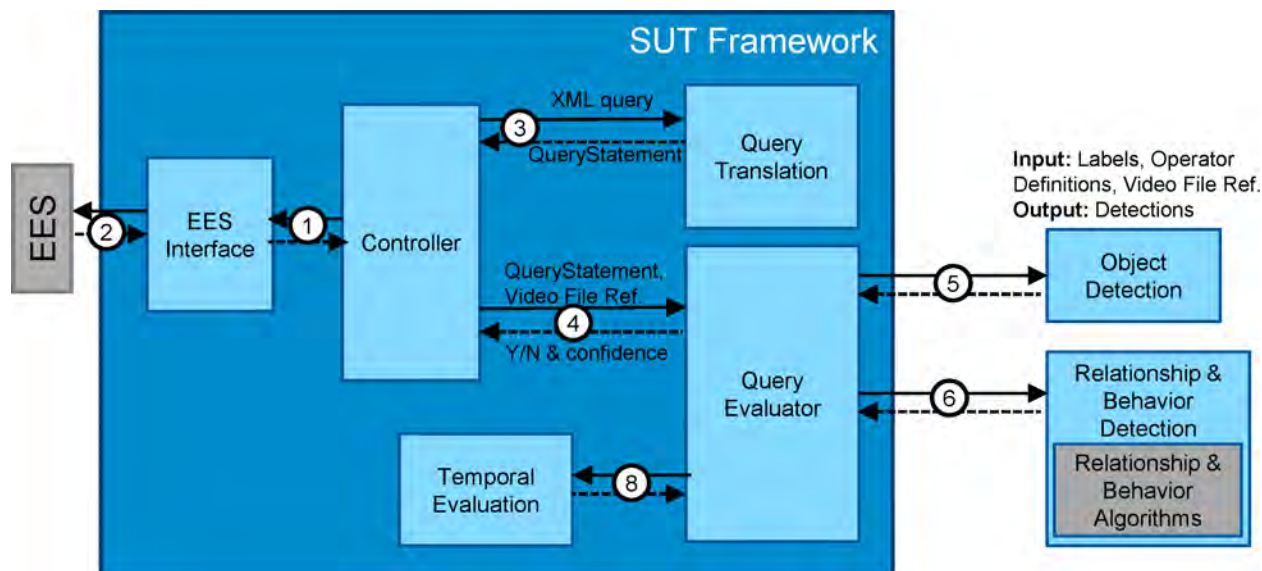 SUT Framework
XML query
3
QueryStatement
Query
Translation
Input: Labels, Operator
Definitions, Video File Ref.
Output: Detections
EES
2
EES
Interface
1
Controller
QueryStatement,
Video File Ref.
4
Y/N & confidence
Query
Evaluator
5
Object
Detection
6
Relationship &
Behavior
Detection
Relationship &
Behavior
Algorithms
Temporal
Evaluation
8